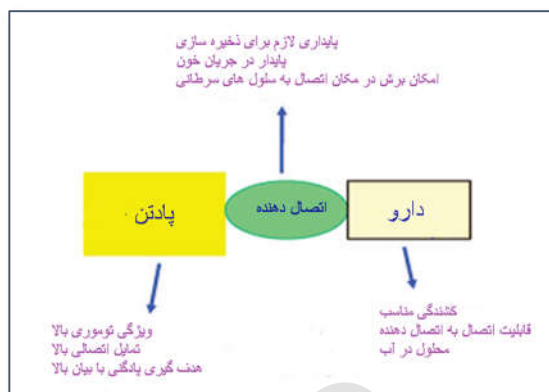 پایداری لازم برای ذخیره سازی
پایدار در جریان خون
امکان برش در مکان اتصال به سلول های سرطانی
پادتن
اتصال دهنده
دارو
ویژگی توموری بالا
تمایل اتصالی بالا
هدف گیری پادگنی با بیان بالا
کشندگی مناسب
قابلیت اتصال به اتصال دهنده
محلول در آب